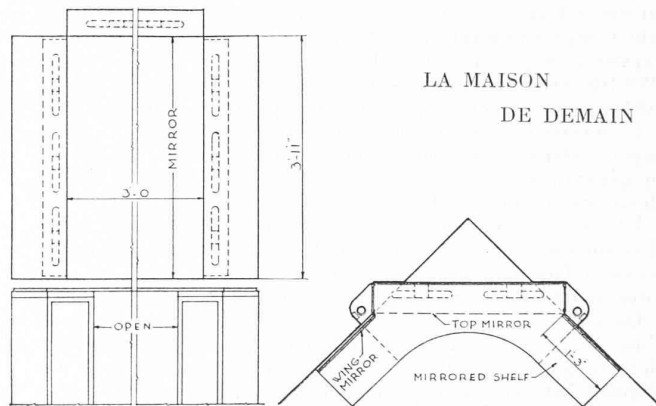 LA MAISON
DE DEMAIN
MIRROR
3'-11"
3-0
OPEN
TOP MIRROR
WING
MIRROR
1'-3"
MIRRORED SHELF